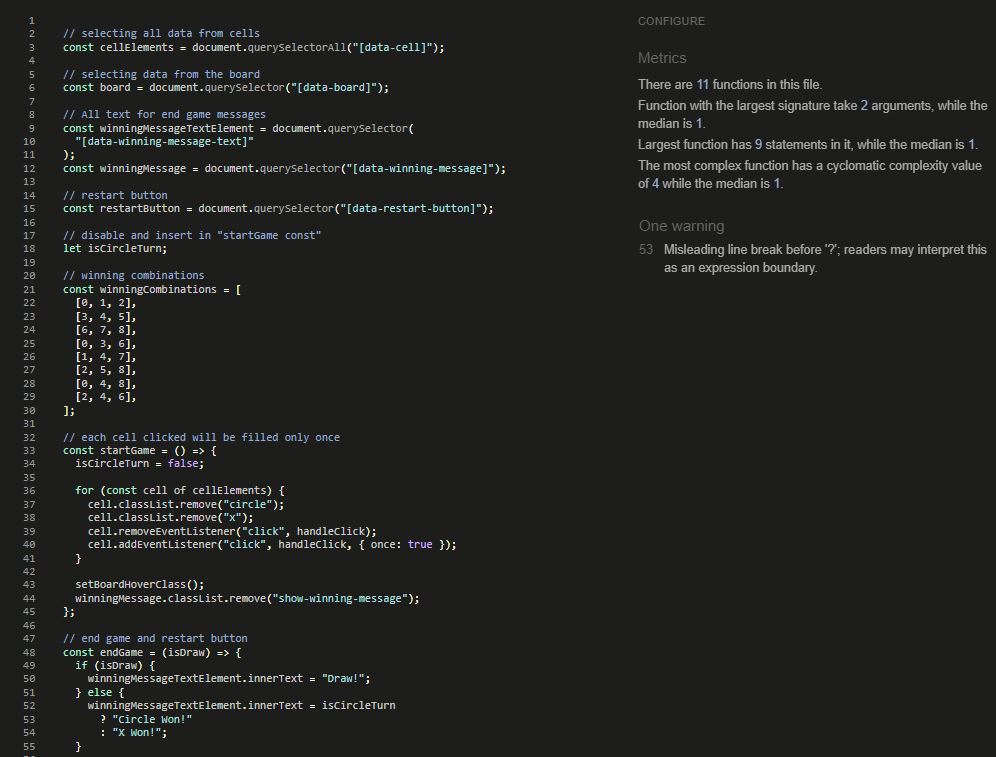 1
2 // selecting all data from cells
3 const cellElements = document.querySelectorAll("[data-cell]");
4
5 // selecting data from the board
6 const board = document.querySelector("[data-board]");
7
8 // All text for end game messages
9 const winningMessageTextElement = document.querySelector(
10 "[data-winning-message-text]"
11 );
12 const winningMessage = document.querySelector("[data-winning-message]");
13
14 // restart button
15 const restartButton = document.querySelector("[data-restart-button]");
16
17 // disable and insert in "startGame const"
18 let isCircleTurn;
19
20 // winning combinations
21 const winningCombinations = [
22 [0, 1, 2],
23 [3, 4, 5],
24 [6, 7, 8],
25 [0, 3, 6],
26 [1, 4, 7],
27 [2, 5, 8],
28 [0, 4, 8],
29 [2, 4, 6],
30 ];
31
32 // each cell clicked will be filled only once
33 const startGame = () => {
34 isCircleTurn = false;
35
36 for (const cell of cellElements) {
37 cell.classList.remove("circle");
38 cell.classList.remove("x");
39 cell.removeEventListener("click", handleClick);
40 cell.addEventListener("click", handleClick, { once: true });
41 }
42
43 setBoardHoverClass();
44 winningMessage.classList.remove("show-winning-message");
45 };
46
47 // end game and restart button
48 const endGame = (isDraw) => {
49 if (isDraw) {
50 winningMessageTextElement.innerText = "Draw!";
51 } else {
52 winningMessageTextElement.innerText = isCircleTurn
53 ? "Circle Won!"
54 : "X Won!";
55 }
CONFIGURE
Metrics
There are 11 functions in this file.
Function with the largest signature take 2 arguments, while the
median is 1.
Largest function has 9 statements in it, while the median is 1.
The most complex function has a cyclomatic complexity value
of 4 while the median is 1.
One warning
53 Misleading line break before '?'; readers may interpret this
as an expression boundary.